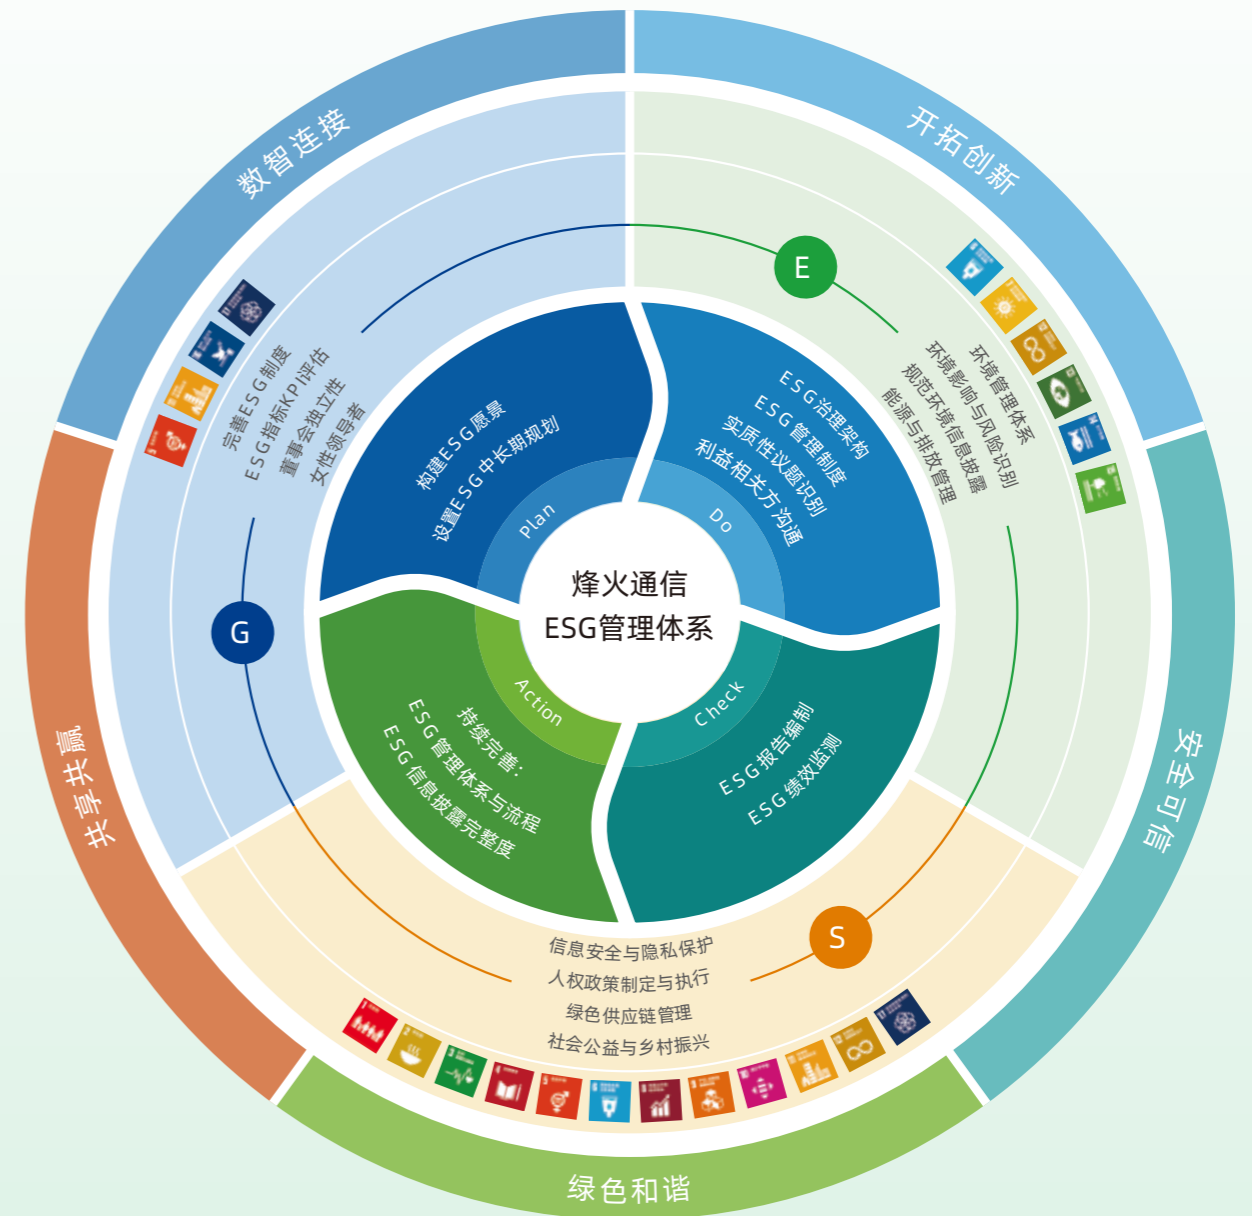 数智连接
开拓创新
安全可信
绿色和谐
共享共赢
E
环境管理体系
环境影响与风险识别
规范环境信息披露
能源与排放管理
S
信息安全与隐私保护
人权政策制定与执行
绿色供应链管理
社会公益与乡村振兴
G
完善ESG制度
ESG指标KPI评估
董事会独立性
女性领导者
构建ESG愿景
设置ESG中长期规划
Plan
ESG治理架构
ESG管理制度
实质性议题识别
利益相关方沟通
Do
ESG报告编制
ESG绩效监测
Check
持续完善：
ESG管理体系与流程
ESG信息披露完整度
Action
烽火通信
ESG管理体系